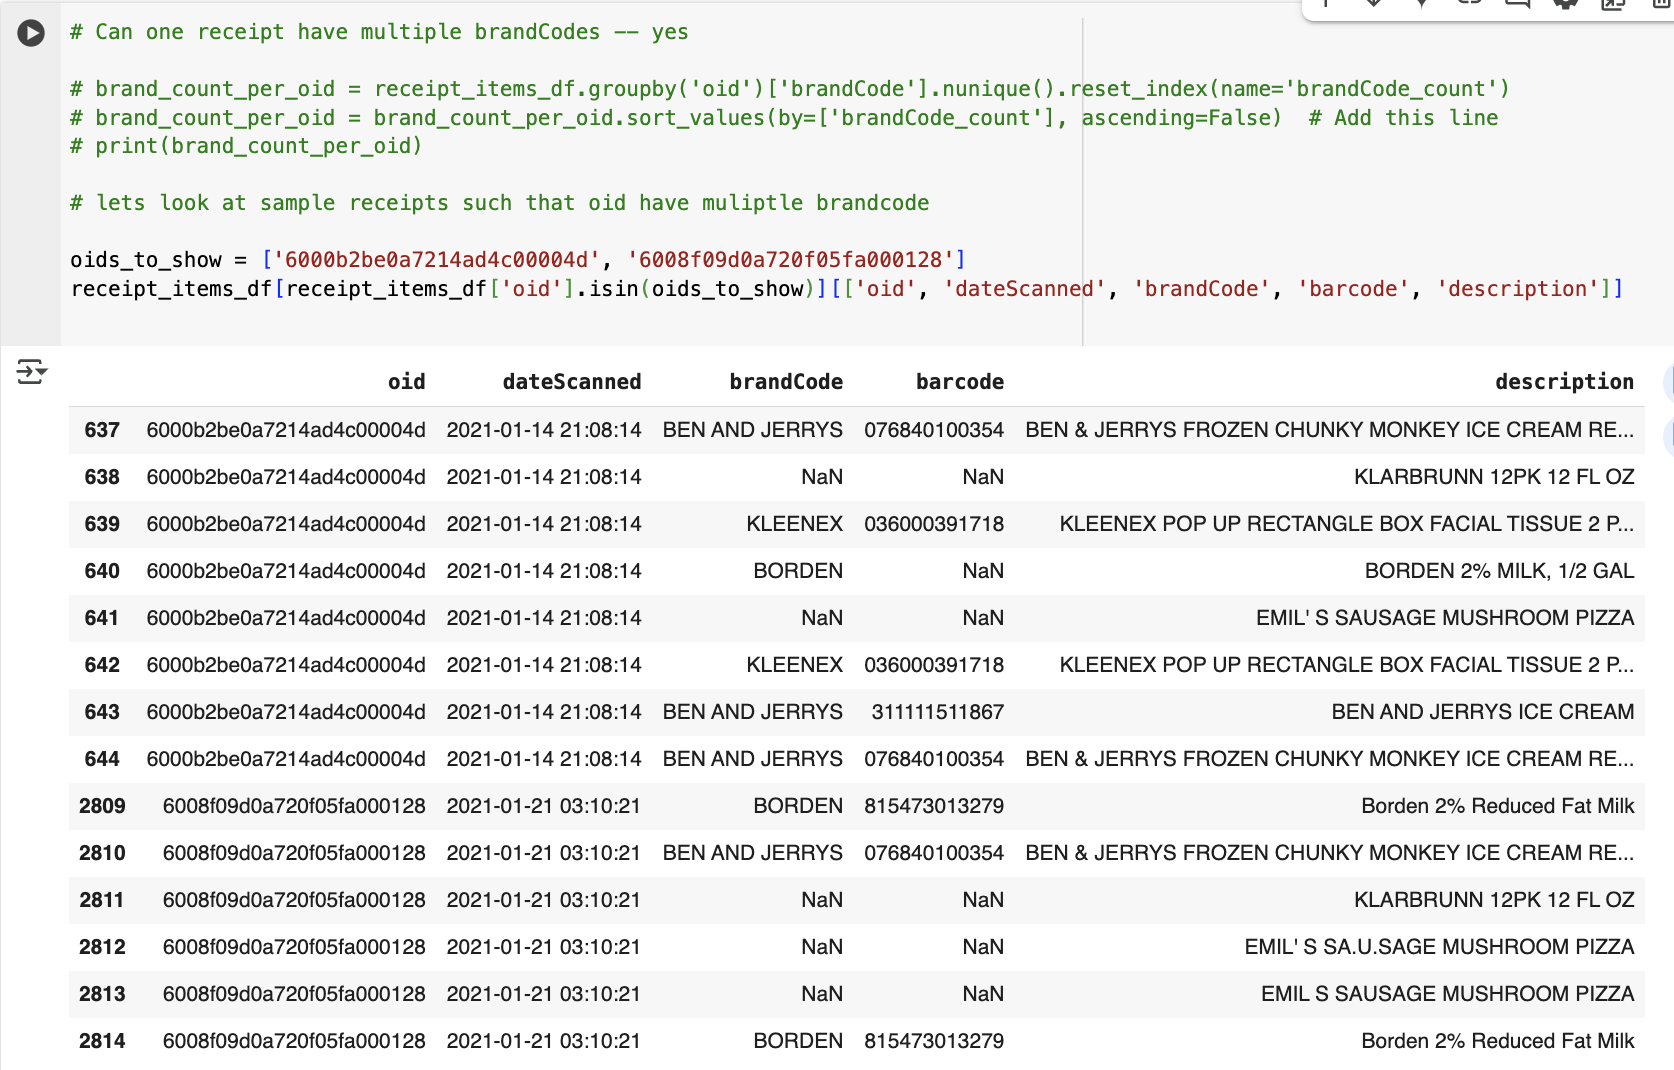 # Can one receipt have multiple brandCodes -- yes
# brand_count_per_oid = receipt_items_df.groupby('oid')['brandCode'].nunique().reset_index(name='brandCode_count')
# brand_count_per_oid = brand_count_per_oid.sort_values(by=['brandCode_count'], ascending=False)  # Add this line
# print(brand_count_per_oid)
# lets look at sample receipts such that oid have muliptle brandcode
oids_to_show = ['6000b2be0a7214ad4c00004d', '6008f09d0a720f05fa000128']
receipt_items_df[receipt_items_df['oid'].isin(oids_to_show)][['oid', 'dateScanned', 'brandCode', 'barcode', 'description']]
oid dateScanned brandCode barcode description
637 6000b2be0a7214ad4c00004d 2021-01-14 21:08:14 BEN AND JERRYS 076840100354 BEN & JERRYS FROZEN CHUNKY MONKEY ICE CREAM RE...
638 6000b2be0a7214ad4c00004d 2021-01-14 21:08:14 NaN NaN KLARBRUNN 12PK 12 FL OZ
639 6000b2be0a7214ad4c00004d 2021-01-14 21:08:14 KLEENEX 036000391718 KLEENEX POP UP RECTANGLE BOX FACIAL TISSUE 2 P...
640 6000b2be0a7214ad4c00004d 2021-01-14 21:08:14 BORDEN NaN BORDEN 2% MILK, 1/2 GAL
641 6000b2be0a7214ad4c00004d 2021-01-14 21:08:14 NaN NaN EMIL' S SAUSAGE MUSHROOM PIZZA
642 6000b2be0a7214ad4c00004d 2021-01-14 21:08:14 KLEENEX 036000391718 KLEENEX POP UP RECTANGLE BOX FACIAL TISSUE 2 P...
643 6000b2be0a7214ad4c00004d 2021-01-14 21:08:14 BEN AND JERRYS 311111511867 BEN AND JERRYS ICE CREAM
644 6000b2be0a7214ad4c00004d 2021-01-14 21:08:14 BEN AND JERRYS 076840100354 BEN & JERRYS FROZEN CHUNKY MONKEY ICE CREAM RE...
2809 6008f09d0a720f05fa000128 2021-01-21 03:10:21 BORDEN 815473013279 Borden 2% Reduced Fat Milk
2810 6008f09d0a720f05fa000128 2021-01-21 03:10:21 BEN AND JERRYS 076840100354 BEN & JERRYS FROZEN CHUNKY MONKEY ICE CREAM RE...
2811 6008f09d0a720f05fa000128 2021-01-21 03:10:21 NaN NaN KLARBRUNN 12PK 12 FL OZ
2812 6008f09d0a720f05fa000128 2021-01-21 03:10:21 NaN NaN EMIL' S SA.U.SAGE MUSHROOM PIZZA
2813 6008f09d0a720f05fa000128 2021-01-21 03:10:21 NaN NaN EMIL S SAUSAGE MUSHROOM PIZZA
2814 6008f09d0a720f05fa000128 2021-01-21 03:10:21 BORDEN 815473013279 Borden 2% Reduced Fat Milk